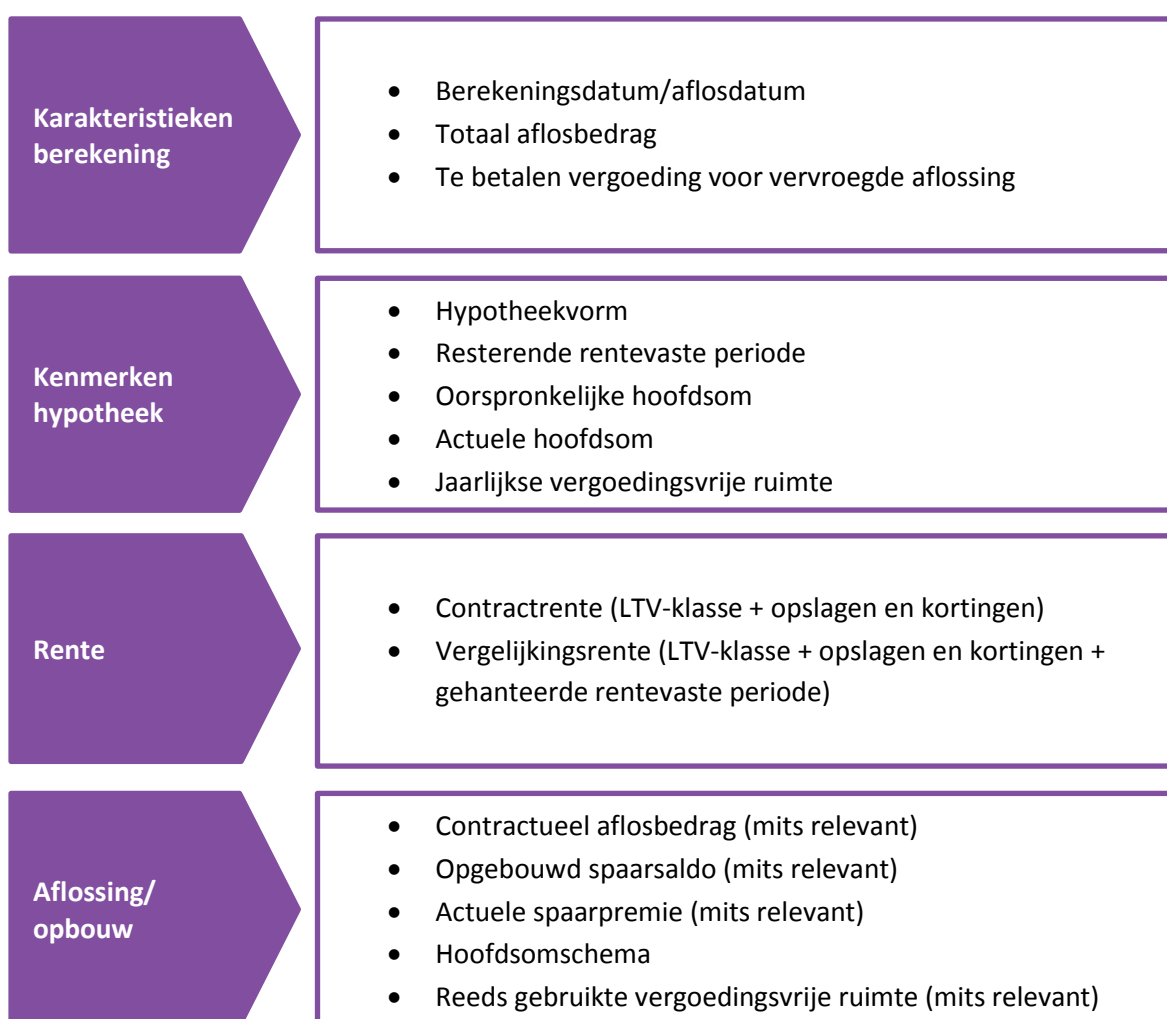 Karakteristieken
berekening
• Berekeningsdatum/aflosdatum
• Totaal aflosbedrag
• Te betalen vergoeding voor vervroegde aflossing
Kenmerken
hypotheek
• Hypotheekvorm
• Resterende rentevaste periode
• Oorspronkelijke hoofdsom
• Actuele hoofdsom
• Jaarlijkse vergoedingsvrije ruimte
Rente
• Contractrente (LTV-klasse + opslagen en kortingen)
• Vergelijkingsrente (LTV-klasse + opslagen en kortingen +
gehanteerde rentevaste periode)
Aflossing/
opbouw
• Contractueel aflosbedrag (mits relevant)
• Opgebouwd spaarsaldo (mits relevant)
• Actuele spaarpremie (mits relevant)
• Hoofdsomschema
• Reeds gebruikte vergoedingsvrije ruimte (mits relevant)